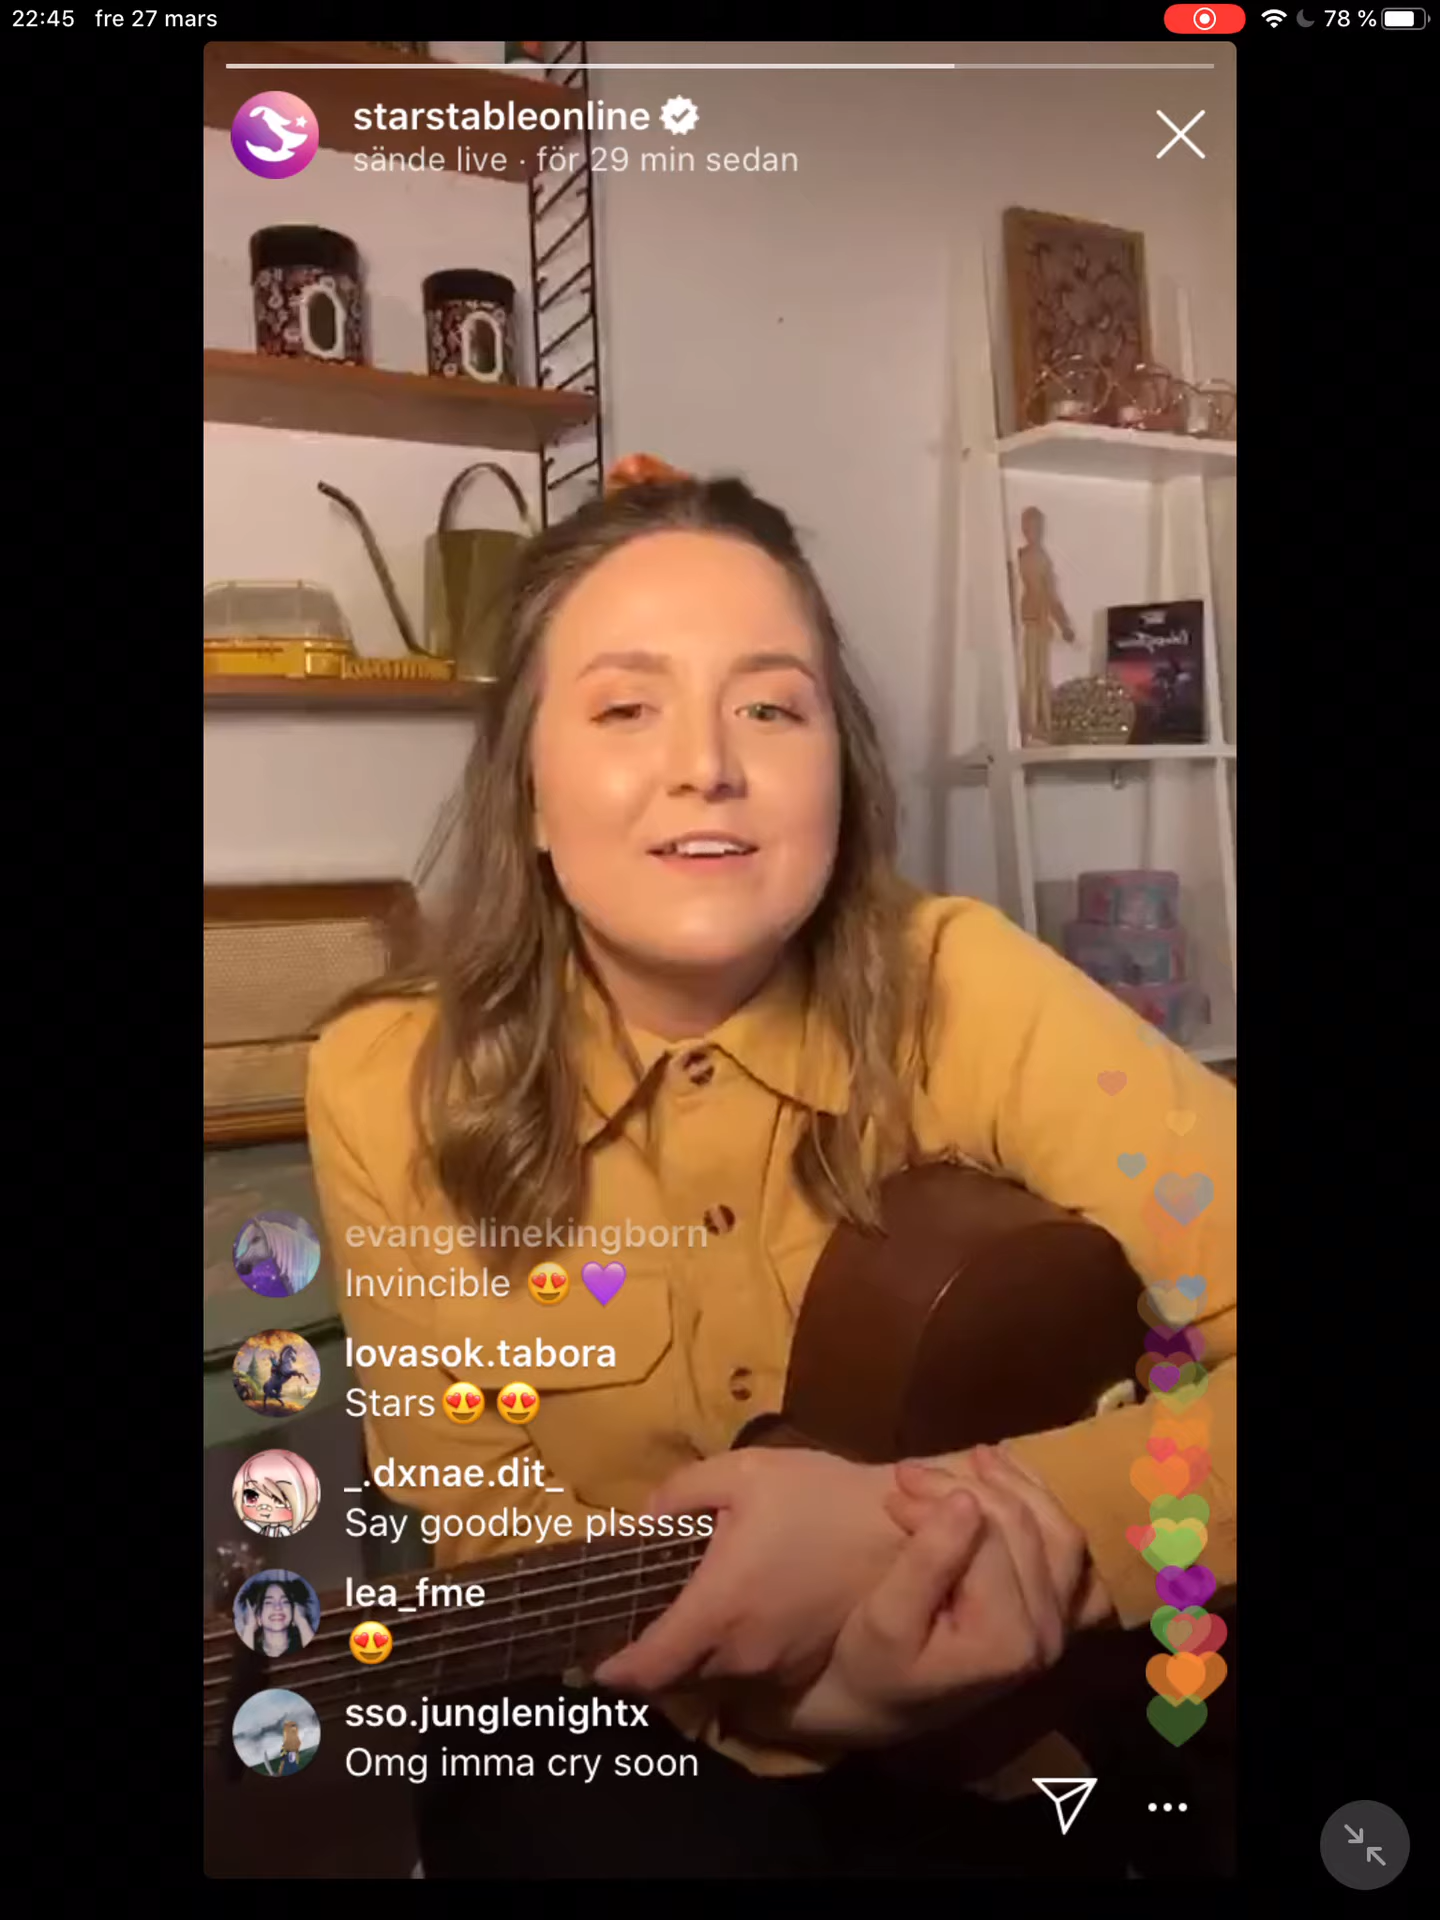 22:45 fre 27 mars
78 %
starstableonline
sände live · för 29 min sedan
evangelinekingborn
Invincible 😍💜
lovasok.tabora
Stars😍😍
_.dxnae.dit_
Say goodbye plsssss
lea_fme
😍
sso.junglenightx
Omg imma cry soon